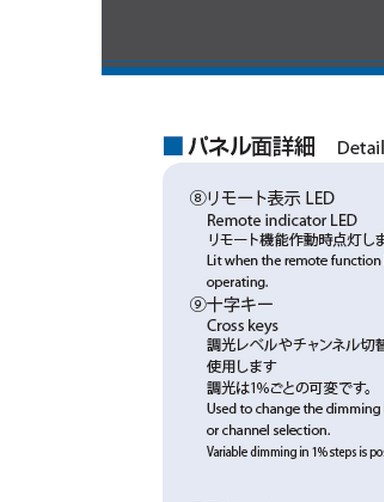 ■ パネル面詳細 Detail
⑧リモート表示 LED
Remote indicator LED
リモート機能作動時点灯しま
Lit when the remote function
operating.
⑨十字キー
Cross keys
調光レベルやチャンネル切替
使用します
調光は1%ごとの可変です。
Used to change the dimming
or channel selection.
Variable dimming in 1% steps is pos